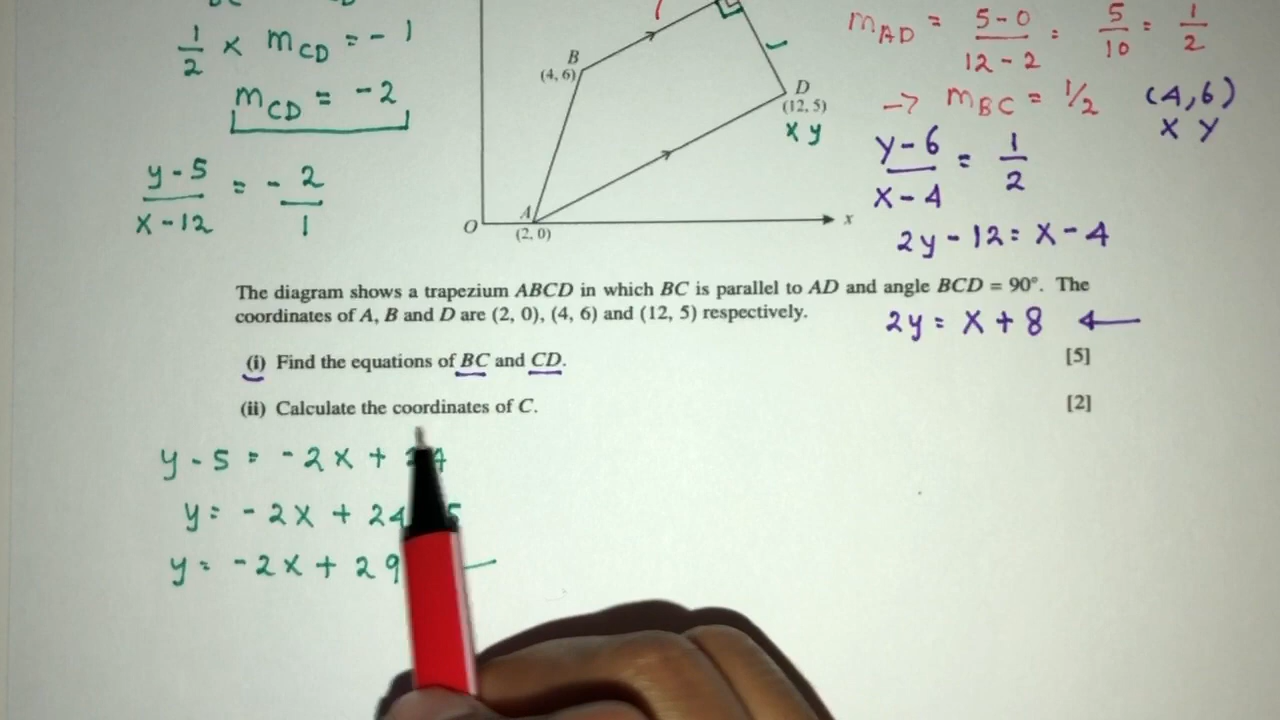 1/2 × mCD = -1
mCD = -2
y - 5 / x - 12 = - 2/1
B
(4, 6)
D
(12, 5)
x y
A
(2, 0)
O
x
mAD = 5 - 0 / 12 - 2 = 5/10 = 1/2
→ mBC = 1/2 (4,6)
x y
y - 6 / x - 4 = 1/2
2y - 12 = x - 4
2y = x + 8 ←
The diagram shows a trapezium ABCD in which BC is parallel to AD and angle BCD = 90°. The
coordinates of A, B and D are (2, 0), (4, 6) and (12, 5) respectively.
(i) Find the equations of BC and CD. [5]
(ii) Calculate the coordinates of C. [2]
y - 5 = -2x +
y = -2x + 24
y = -2x + 29